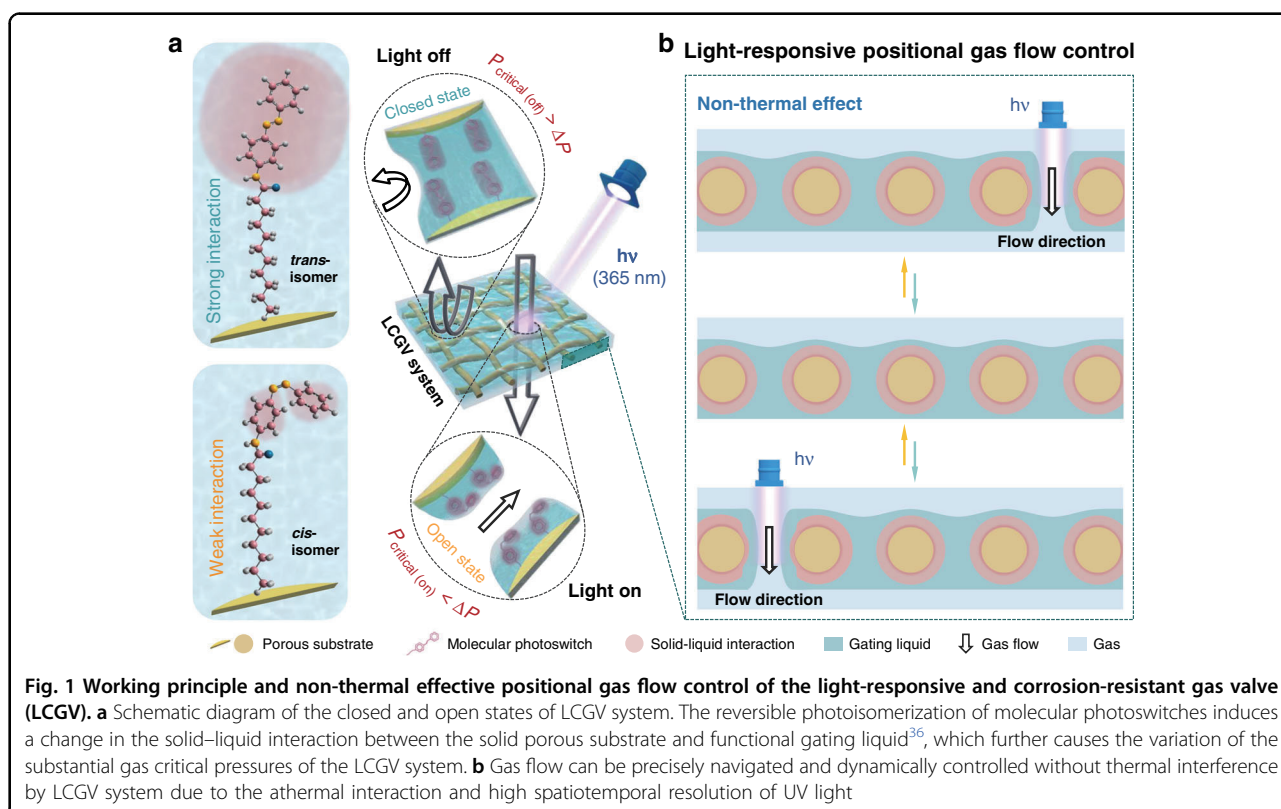 a
Light off
P critical (off) > ΔP
Closed state
Strong interaction
trans-
isomer
hν
(365 nm)
LCGV system
Weak interaction
cis-
isomer
Open state
P critical (on) < ΔP
Light on
b Light-responsive positional gas flow control
Non-thermal effect
hν
Flow direction
hν
Flow direction
Porous substrate Molecular photoswitch Solid-liquid interaction Gating liquid Gas flow Gas
Fig. 1 Working principle and non-thermal effective positional gas flow control of the light-responsive and corrosion-resistant gas valve
(LCGV). a Schematic diagram of the closed and open states of LCGV system. The reversible photoisomerization of molecular photoswitches induces
a change in the solid–liquid interaction between the solid porous substrate and functional gating liquid36, which further causes the variation of the
substantial gas critical pressures of the LCGV system. b Gas flow can be precisely navigated and dynamically controlled without thermal interference
by LCGV system due to the athermal interaction and high spatiotemporal resolution of UV light